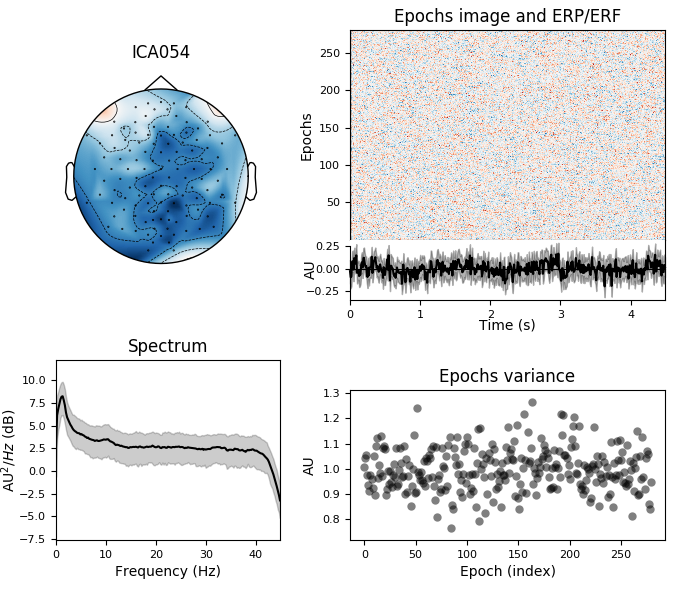 ICA054
Epochs image and ERP/ERF
Epochs
250
200
150
100
50
AU
0.25
0.00
−0.25
0 1 2 3 4
Time (s)
Spectrum
AU²/Hz (dB)
10.0
7.5
5.0
2.5
0.0
−2.5
−5.0
−7.5
0 10 20 30 40
Frequency (Hz)
Epochs variance
AU
1.3
1.2
1.1
1.0
0.9
0.8
0 50 100 150 200 250
Epoch (index)